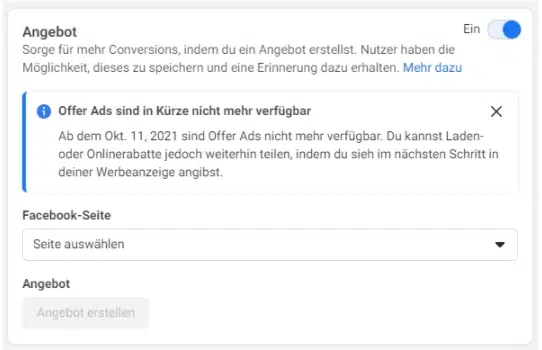 Angebot
Ein
Sorge für mehr Conversions, indem du ein Angebot erstellst. Nutzer haben die
Möglichkeit, dieses zu speichern und eine Erinnerung dazu erhalten. Mehr dazu
Offer Ads sind in Kürze nicht mehr verfügbar
Ab dem Okt. 11, 2021 sind Offer Ads nicht mehr verfügbar. Du kannst Laden-
oder Onlinerabatte jedoch weiterhin teilen, indem du sieh im nächsten Schritt in
deiner Werbeanzeige angibst.
Facebook-Seite
Seite auswählen
Angebot
Angebot erstellen